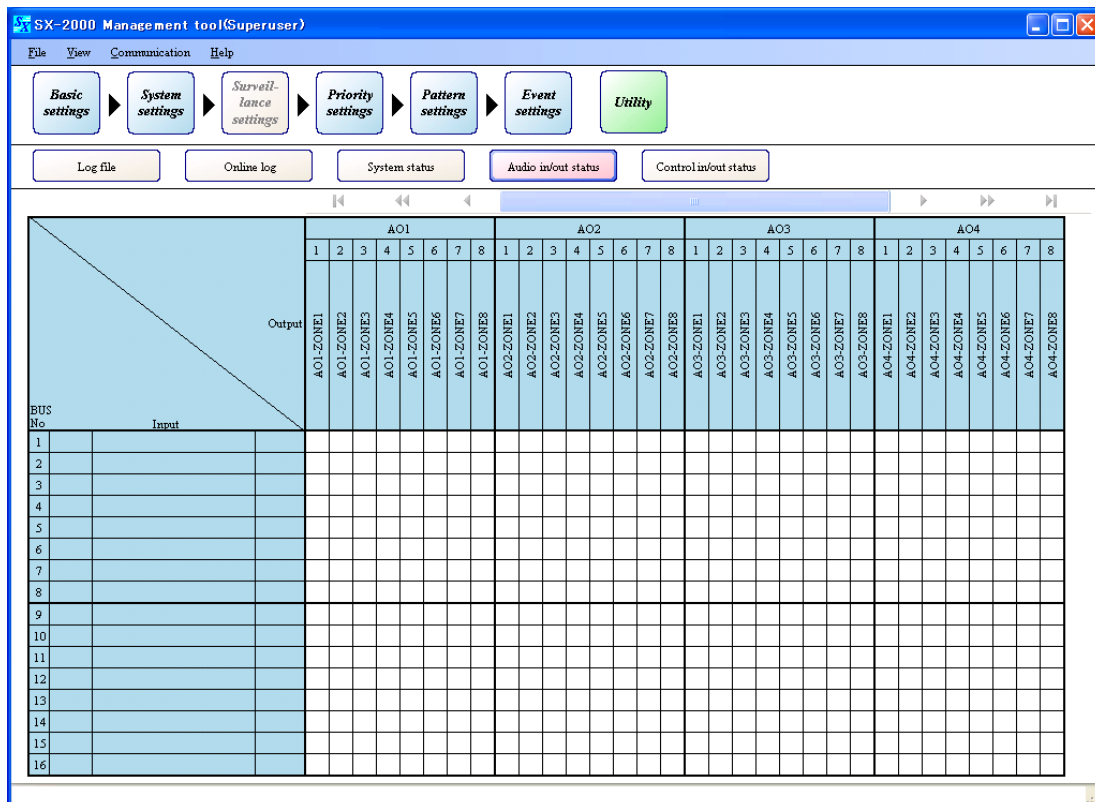 SX-2000 Management tool(Superuser)
File View Communication Help
Basic settings System settings Surveil-lance settings Priority settings Pattern settings Event settings Utility
Log file Online log System status Audio in/out status Control in/out status
AO1 AO2 AO3 AO4
1 2 3 4 5 6 7 8 1 2 3 4 5 6 7 8 1 2 3 4 5 6 7 8 1 2 3 4 5 6 7 8
Output AO1-ZONE1 AO1-ZONE2 AO1-ZONE3 AO1-ZONE4 AO1-ZONE5 AO1-ZONE6 AO1-ZONE7 AO1-ZONE8 AO2-ZONE1 AO2-ZONE2 AO2-ZONE3 AO2-ZONE4 AO2-ZONE5 AO2-ZONE6 AO2-ZONE7 AO2-ZONE8 AO3-ZONE1 AO3-ZONE2 AO3-ZONE3 AO3-ZONE4 AO3-ZONE5 AO3-ZONE6 AO3-ZONE7 AO3-ZONE8 AO4-ZONE1 AO4-ZONE2 AO4-ZONE3 AO4-ZONE4 AO4-ZONE5 AO4-ZONE6 AO4-ZONE7 AO4-ZONE8
BUS
No Input
1
2
3
4
5
6
7
8
9
10
11
12
13
14
15
16